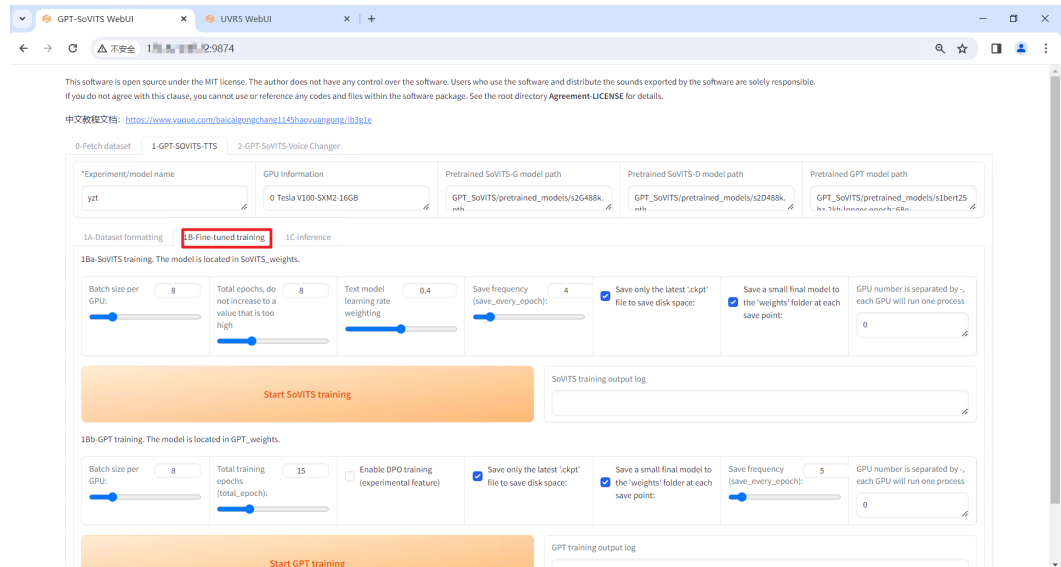 GPT-SoVITS WebUI
UVR5 WebUI
不安全
:9874
This software is open source under the MIT license. The author does not have any control over the software. Users who use the software and distribute the sounds exported by the software are solely responsible.
If you do not agree with this clause, you cannot use or reference any codes and files within the software package. See the root directory Agreement-LICENSE for details.
中文教程文档: https://www.yuque.com/baicaigongchang1145haoyuangong/ib3g1e
0-Fetch dataset 1-GPT-SOVITS-TTS 2-GPT-SoVITS-Voice Changer
*Experiment/model name GPU Information Pretrained SoVITS-G model path Pretrained SoVITS-D model path Pretrained GPT model path
yzt 0 Tesla V100-SXM2-16GB GPT_SoVITS/pretrained_models/s2G488k. GPT_SoVITS/pretrained_models/s2D488k. GPT_SoVITS/pretrained_models/s1bert25
pth pth hz-2kh-longer-epoch=68e-
1A-Dataset formatting 1B-Fine-tuned training 1C-inference
1Ba-SoVITS training. The model is located in SoVITS_weights.
Batch size per GPU: 8
Total epochs, do not increase to a value that is too high 8
Text model learning rate weighting 0.4
Save frequency (save_every_epoch): 4
Save only the latest '.ckpt' file to save disk space:
Save a small final model to the 'weights' folder at each save point:
GPU number is separated by -, each GPU will run one process
0
Start SoVITS training
SoVITS training output log
1Bb-GPT training. The model is located in GPT_weights.
Batch size per GPU: 8
Total training epochs (total_epoch): 15
Enable DPO training (experimental feature)
Save only the latest '.ckpt' file to save disk space:
Save a small final model to the 'weights' folder at each save point:
Save frequency (save_every_epoch): 5
GPU number is separated by -, each GPU will run one process
0
Start GPT training
GPT training output log